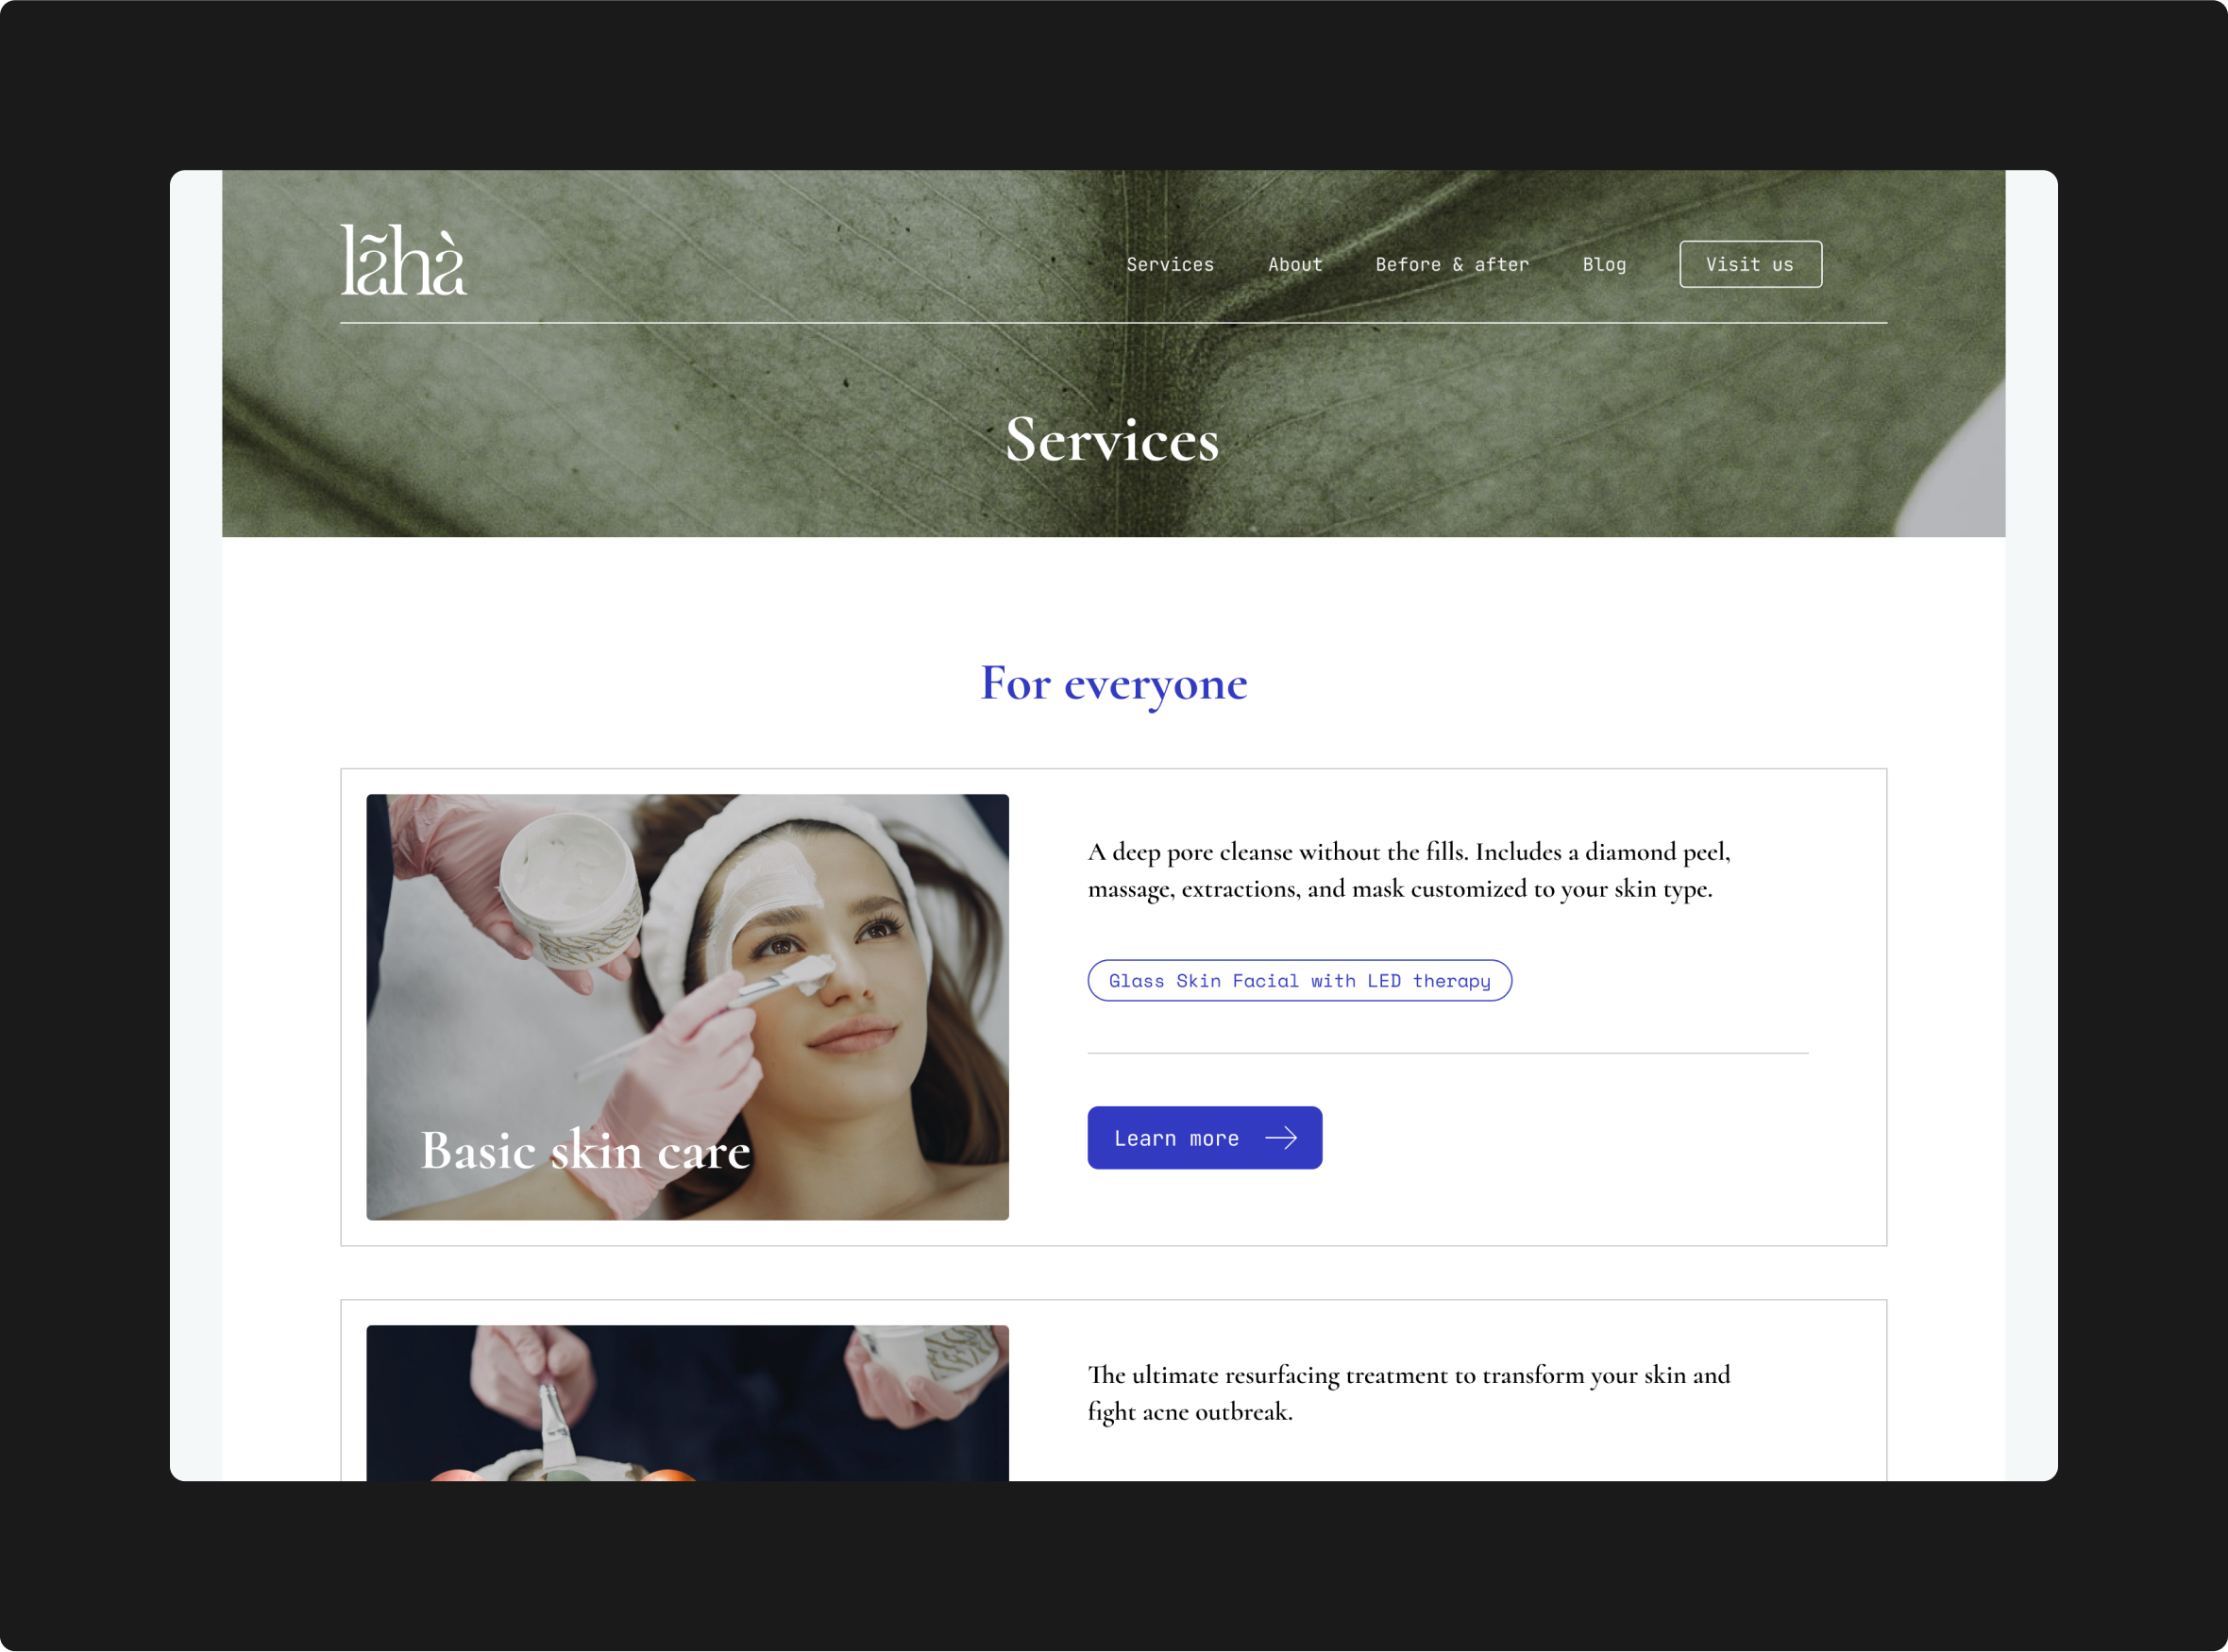 lãhà
Services About Before & after Blog Visit us
Services
For everyone
A deep pore cleanse without the fills. Includes a diamond peel,
massage, extractions, and mask customized to your skin type.
Glass Skin Facial with LED therapy
Learn more
Basic skin care
The ultimate resurfacing treatment to transform your skin and
fight acne outbreak.